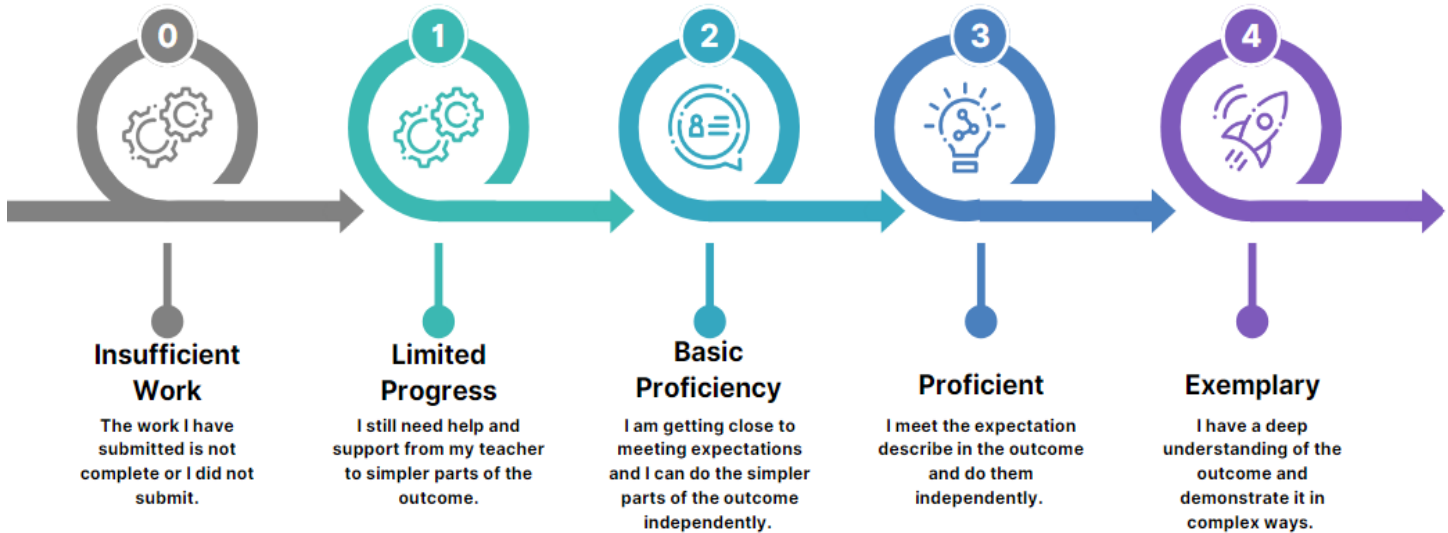 0
Insufficient
Work
The work I have
submitted is not
complete or I did not
submit.
1
Limited
Progress
I still need help and
support from my teacher
to simpler parts of the
outcome.
2
Basic
Proficiency
I am getting close to
meeting expectations
and I can do the simpler
parts of the outcome
independently.
3
Proficient
I meet the expectation
describe in the outcome
and do them
independently.
4
Exemplary
I have a deep
understanding of the
outcome and
demonstrate it in
complex ways.